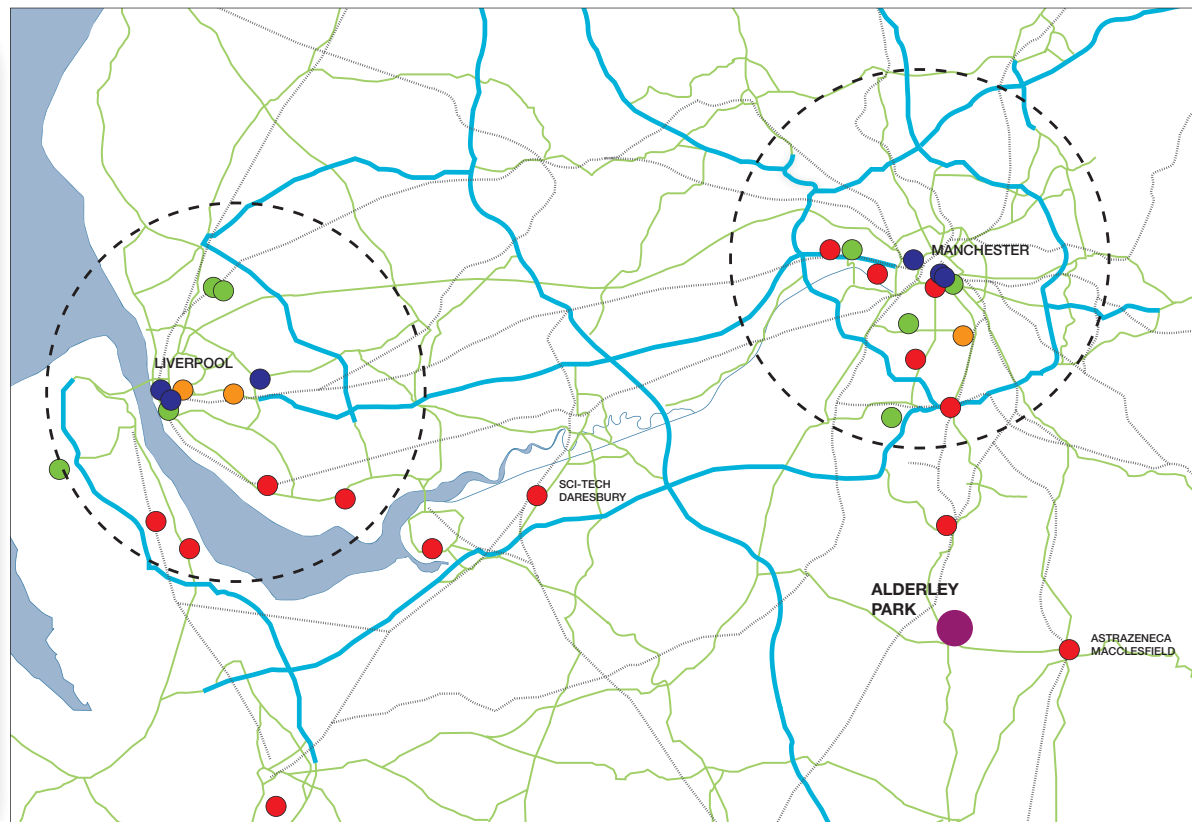 MANCHESTER
LIVERPOOL
SCI-TECH
DARESBURY
ALDERLEY
PARK
ASTRAZENECA
MACCLESFIELD